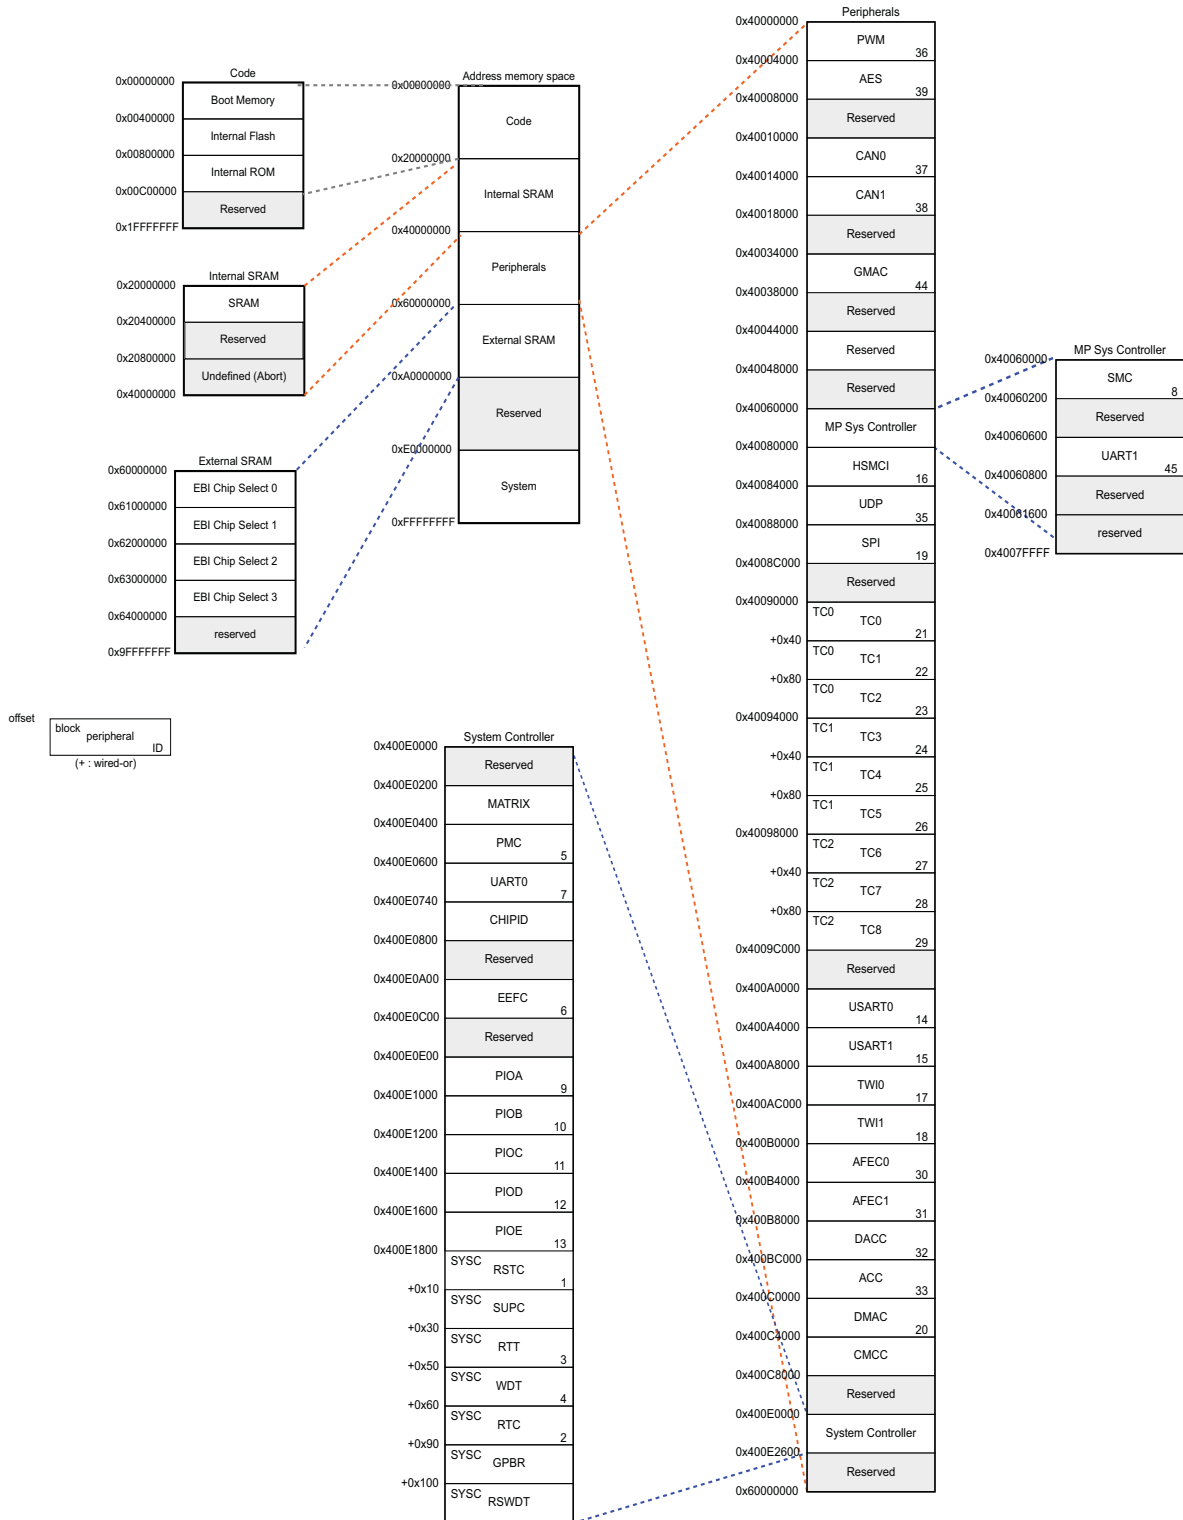 Code
0x00000000
Boot Memory
0x00400000
Internal Flash
0x00800000
Internal ROM
0x00C00000
Reserved
0x1FFFFFFF
Internal SRAM
0x20000000
SRAM
0x20400000
Reserved
0x20800000
Undefined (Abort)
0x40000000
External SRAM
0x60000000
EBI Chip Select 0
0x61000000
EBI Chip Select 1
0x62000000
EBI Chip Select 2
0x63000000
EBI Chip Select 3
0x64000000
reserved
0x9FFFFFFF
offset
block
peripheral
ID
(+ : wired-or)
Address memory space
0x00000000
Code
0x20000000
Internal SRAM
0x40000000
Peripherals
0x60000000
External SRAM
0xA0000000
Reserved
0xE0000000
System
0xFFFFFFFF
System Controller
0x400E0000
Reserved
0x400E0200
MATRIX
0x400E0400
PMC
5
0x400E0600
UART0
7
0x400E0740
CHIPID
0x400E0800
Reserved
0x400E0A00
EEFC
6
0x400E0C00
Reserved
0x400E0E00
PIOA
9
0x400E1000
PIOB
10
0x400E1200
PIOC
11
0x400E1400
PIOD
12
0x400E1600
PIOE
13
0x400E1800
SYSC
RSTC
1
+0x10
SYSC
SUPC
+0x30
SYSC
RTT
3
+0x50
SYSC
WDT
4
+0x60
SYSC
RTC
2
+0x90
SYSC
GPBR
+0x100
SYSC
RSWDT
Peripherals
0x40000000
PWM
36
0x40004000
AES
39
0x40008000
Reserved
0x40010000
CAN0
37
0x40014000
CAN1
38
0x40018000
Reserved
0x40034000
GMAC
44
0x40038000
Reserved
0x40044000
Reserved
0x40048000
Reserved
0x40060000
MP Sys Controller
0x40080000
HSMCI
16
0x40084000
UDP
35
0x40088000
SPI
19
0x4008C000
Reserved
0x40090000
TC0
TC0
21
+0x40
TC0
TC1
22
+0x80
TC0
TC2
23
0x40094000
TC1
TC3
24
+0x40
TC1
TC4
25
+0x80
TC1
TC5
26
0x40098000
TC2
TC6
27
+0x40
TC2
TC7
28
+0x80
TC2
TC8
29
0x4009C000
Reserved
0x400A0000
USART0
14
0x400A4000
USART1
15
0x400A8000
TWI0
17
0x400AC000
TWI1
18
0x400B0000
AFEC0
30
0x400B4000
AFEC1
31
0x400B8000
DACC
32
0x400BC000
ACC
33
0x400C0000
DMAC
20
0x400C4000
CMCC
0x400C8000
Reserved
0x400E0000
System Controller
0x400E2600
Reserved
0x60000000
MP Sys Controller
0x40060000
SMC
8
0x40060200
Reserved
0x40060600
UART1
45
0x40060800
Reserved
0x40061600
reserved
0x4007FFFF